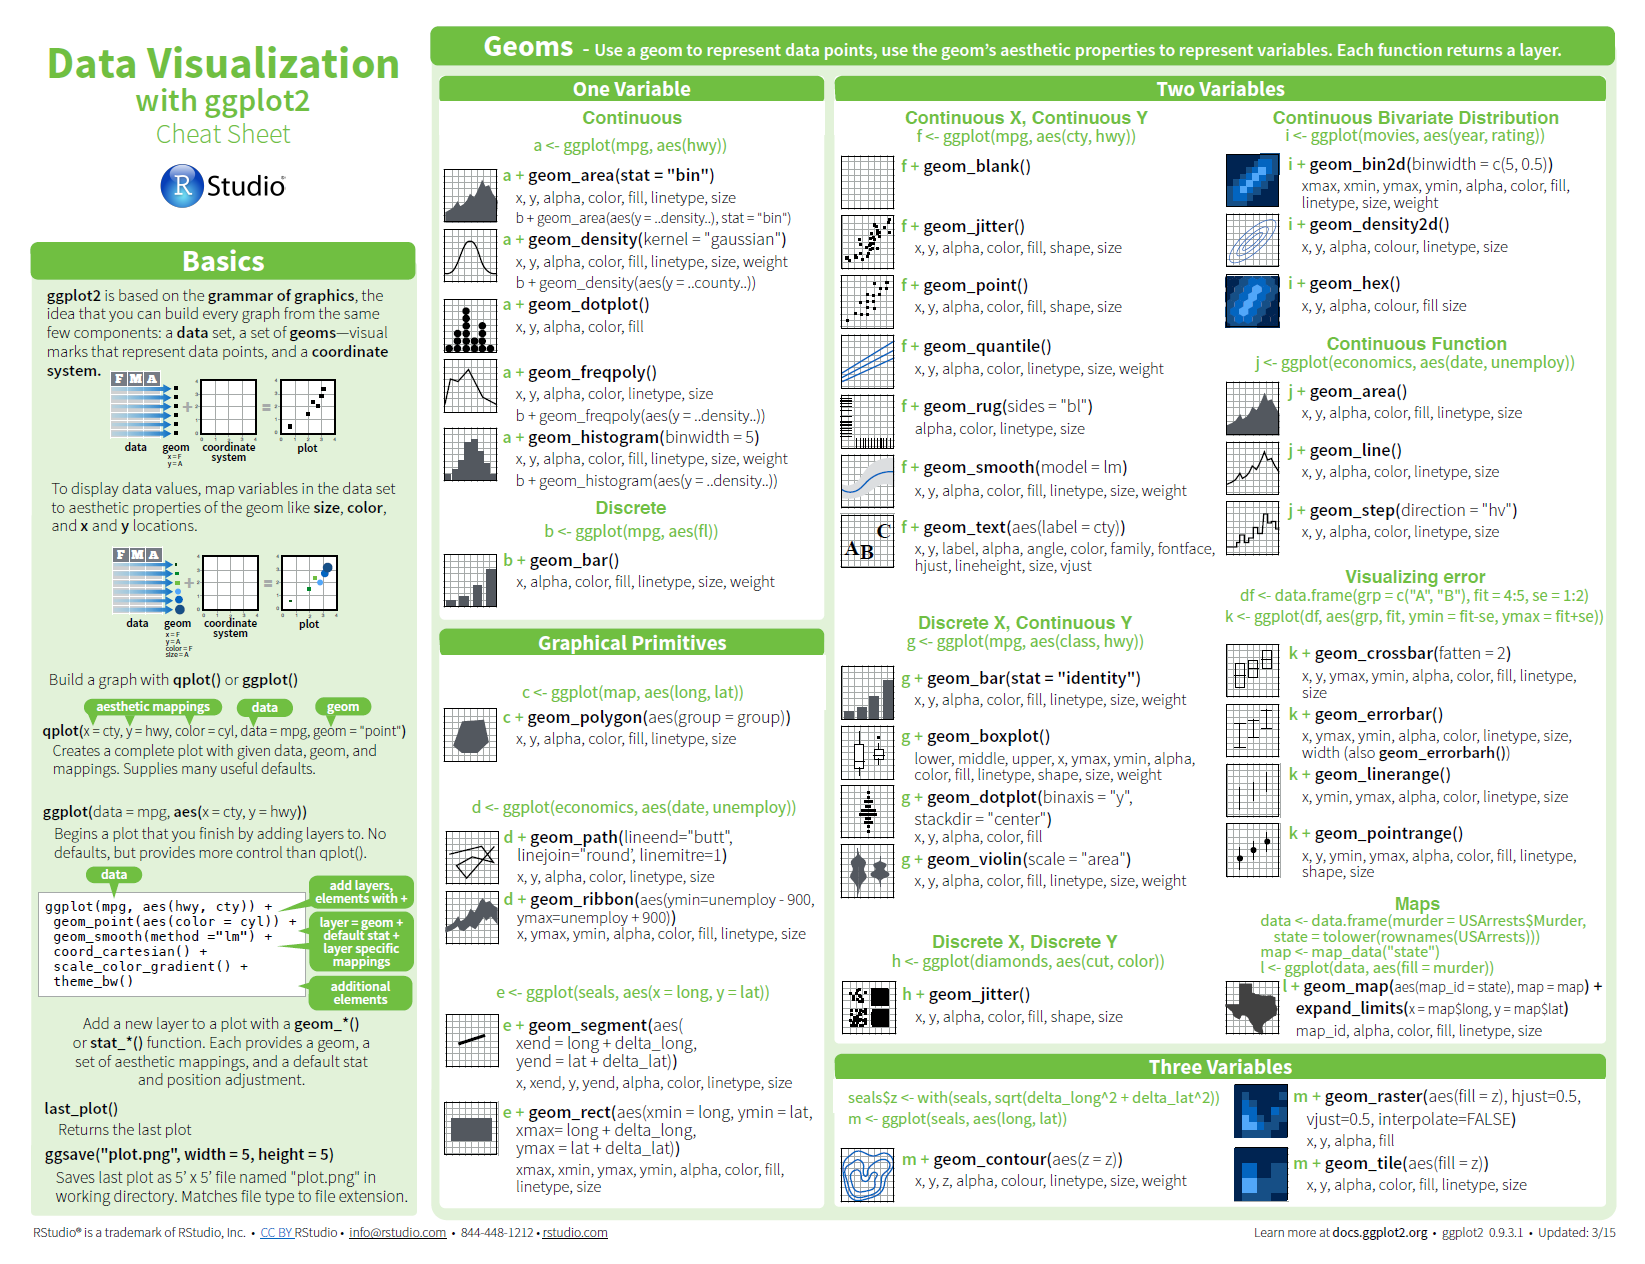 Data Visualization
with ggplot2
Cheat Sheet
R Studio®
Basics
ggplot2 is based on the grammar of graphics, the
idea that you can build every graph from the same
few components: a data set, a set of geoms—visual
marks that represent data points, and a coordinate
system.
F M A
data
geom
x = F
y = A
coordinate
system
plot
To display data values, map variables in the data set
to aesthetic properties of the geom like size, color,
and x and y locations.
F M A
data
geom
x = F
y = A
color = F
size = A
coordinate
system
plot
Build a graph with qplot() or ggplot()
aesthetic mappings
data
geom
qplot(x = cty, y = hwy, color = cyl, data = mpg, geom = "point")
Creates a complete plot with given data, geom, and
mappings. Supplies many useful defaults.
ggplot(data = mpg, aes(x = cty, y = hwy))
Begins a plot that you finish by adding layers to. No
defaults, but provides more control than qplot().
data
ggplot(mpg, aes(hwy, cty)) +
geom_point(aes(color = cyl)) +
geom_smooth(method ="lm") +
coord_cartesian() +
scale_color_gradient() +
theme_bw()
add layers,
elements with +
layer = geom +
default stat +
layer specific
mappings
additional
elements
Add a new layer to a plot with a geom_*()
or stat_*() function. Each provides a geom, a
set of aesthetic mappings, and a default stat
and position adjustment.
last_plot()
Returns the last plot
ggsave("plot.png", width = 5, height = 5)
Saves last plot as 5’ x 5’ file named "plot.png" in
working directory. Matches file type to file extension.
Geoms - Use a geom to represent data points, use the geom’s aesthetic properties to represent variables. Each function returns a layer.
One Variable
Continuous
a <- ggplot(mpg, aes(hwy))
a + geom_area(stat = "bin")
x, y, alpha, color, fill, linetype, size
b + geom_area(aes(y = ..density..), stat = "bin")
a + geom_density(kernel = "gaussian")
x, y, alpha, color, fill, linetype, size, weight
b + geom_density(aes(y = ..county..))
a + geom_dotplot()
x, y, alpha, color, fill
a + geom_freqpoly()
x, y, alpha, color, linetype, size
b + geom_freqpoly(aes(y = ..density..))
a + geom_histogram(binwidth = 5)
x, y, alpha, color, fill, linetype, size, weight
b + geom_histogram(aes(y = ..density..))
Discrete
b <- ggplot(mpg, aes(fl))
b + geom_bar()
x, alpha, color, fill, linetype, size, weight
Graphical Primitives
c <- ggplot(map, aes(long, lat))
c + geom_polygon(aes(group = group))
x, y, alpha, color, fill, linetype, size
d <- ggplot(economics, aes(date, unemploy))
d + geom_path(lineend="butt",
linejoin="round’, linemitre=1)
x, y, alpha, color, linetype, size
d + geom_ribbon(aes(ymin=unemploy - 900,
ymax=unemploy + 900))
x, ymax, ymin, alpha, color, fill, linetype, size
e <- ggplot(seals, aes(x = long, y = lat))
e + geom_segment(aes(
xend = long + delta_long,
yend = lat + delta_lat))
x, xend, y, yend, alpha, color, linetype, size
e + geom_rect(aes(xmin = long, ymin = lat,
xmax= long + delta_long,
ymax = lat + delta_lat))
xmax, xmin, ymax, ymin, alpha, color, fill,
linetype, size
Two Variables
Continuous X, Continuous Y
f <- ggplot(mpg, aes(cty, hwy))
f + geom_blank()
f + geom_jitter()
x, y, alpha, color, fill, shape, size
f + geom_point()
x, y, alpha, color, fill, shape, size
f + geom_quantile()
x, y, alpha, color, linetype, size, weight
f + geom_rug(sides = "bl")
alpha, color, linetype, size
f + geom_smooth(model = lm)
x, y, alpha, color, fill, linetype, size, weight
A B C
f + geom_text(aes(label = cty))
x, y, label, alpha, angle, color, family, fontface,
hjust, lineheight, size, vjust
Discrete X, Continuous Y
g <- ggplot(mpg, aes(class, hwy))
g + geom_bar(stat = "identity")
x, y, alpha, color, fill, linetype, size, weight
g + geom_boxplot()
lower, middle, upper, x, ymax, ymin, alpha,
color, fill, linetype, shape, size, weight
g + geom_dotplot(binaxis = "y",
stackdir = "center")
x, y, alpha, color, fill
g + geom_violin(scale = "area")
x, y, alpha, color, fill, linetype, size, weight
Discrete X, Discrete Y
h <- ggplot(diamonds, aes(cut, color))
h + geom_jitter()
x, y, alpha, color, fill, shape, size
Continuous Bivariate Distribution
i <- ggplot(movies, aes(year, rating))
i + geom_bin2d(binwidth = c(5, 0.5))
xmax, xmin, ymax, ymin, alpha, color, fill,
linetype, size, weight
i + geom_density2d()
x, y, alpha, colour, linetype, size
i + geom_hex()
x, y, alpha, colour, fill size
Continuous Function
j <- ggplot(economics, aes(date, unemploy))
j + geom_area()
x, y, alpha, color, fill, linetype, size
j + geom_line()
x, y, alpha, color, linetype, size
j + geom_step(direction = "hv")
x, y, alpha, color, linetype, size
Visualizing error
df <- data.frame(grp = c("A", "B"), fit = 4:5, se = 1:2)
k <- ggplot(df, aes(grp, fit, ymin = fit-se, ymax = fit+se))
k + geom_crossbar(fatten = 2)
x, y, ymax, ymin, alpha, color, fill, linetype,
size
k + geom_errorbar()
x, ymax, ymin, alpha, color, linetype, size,
width (also geom_errorbarh())
k + geom_linerange()
x, ymin, ymax, alpha, color, linetype, size
k + geom_pointrange()
x, y, ymin, ymax, alpha, color, fill, linetype,
shape, size
Maps
data <- data.frame(murder = USArrests$Murder,
state = tolower(rownames(USArrests)))
map <- map_data("state")
l <- ggplot(data, aes(fill = murder))
l + geom_map(aes(map_id = state), map = map) +
expand_limits(x = map$long, y = map$lat)
map_id, alpha, color, fill, linetype, size
Three Variables
seals$z <- with(seals, sqrt(delta_long^2 + delta_lat^2))
m <- ggplot(seals, aes(long, lat))
m + geom_contour(aes(z = z))
x, y, z, alpha, colour, linetype, size, weight
m + geom_raster(aes(fill = z), hjust=0.5,
vjust=0.5, interpolate=FALSE)
x, y, alpha, fill
m + geom_tile(aes(fill = z))
x, y, alpha, color, fill, linetype, size
RStudio® is a trademark of RStudio, Inc. • CC BY RStudio • info@rstudio.com • 844-448-1212 • rstudio.com
Learn more at docs.ggplot2.org • ggplot2 0.9.3.1 • Updated: 3/15